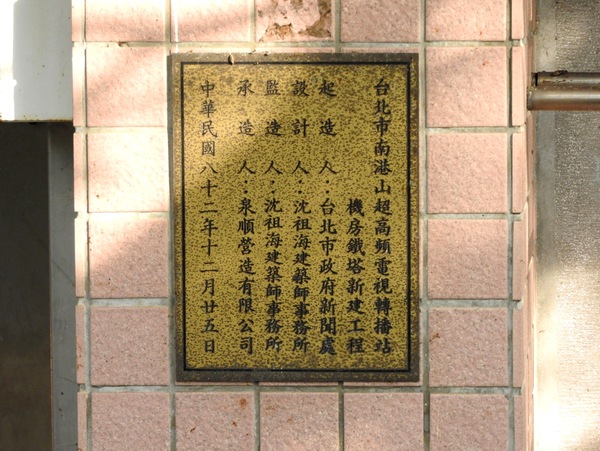 台北市南港山超高頻電視轉播站
機房鐵塔新建工程
起造人：台北市政府新聞處
設計人：沈祖海建築師事務所
監造人：沈祖海建築師事務所
承造人：泉順營造有限公司
中華民國八十二年十二月廿五日